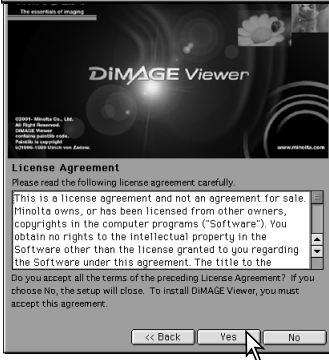 The essentials of imaging
DiMAGE Viewer
©2001- Minolta Co., Ltd.
All Right Reserved.
DiMAGE Viewer
contains paintlib code.
Paintlib is copyright
(c)1996-1999 Ulrich von Zadow.
www.minolta.com
License Agreement
Please read the following license agreement carefully.
This is a license agreement and not an agreement for sale.
Minolta owns, or has been licensed from other owners,
copyrights in the computer programs ("Software"). You
obtain no rights to the intellectual property in the
Software other than the license granted to you regarding
the Software under this agreement. The title to the
Do you accept all the terms of the preceding License Agreement? If you
choose No, the setup will close. To install DiMAGE Viewer, you must
accept this agreement.
<< Back Yes No